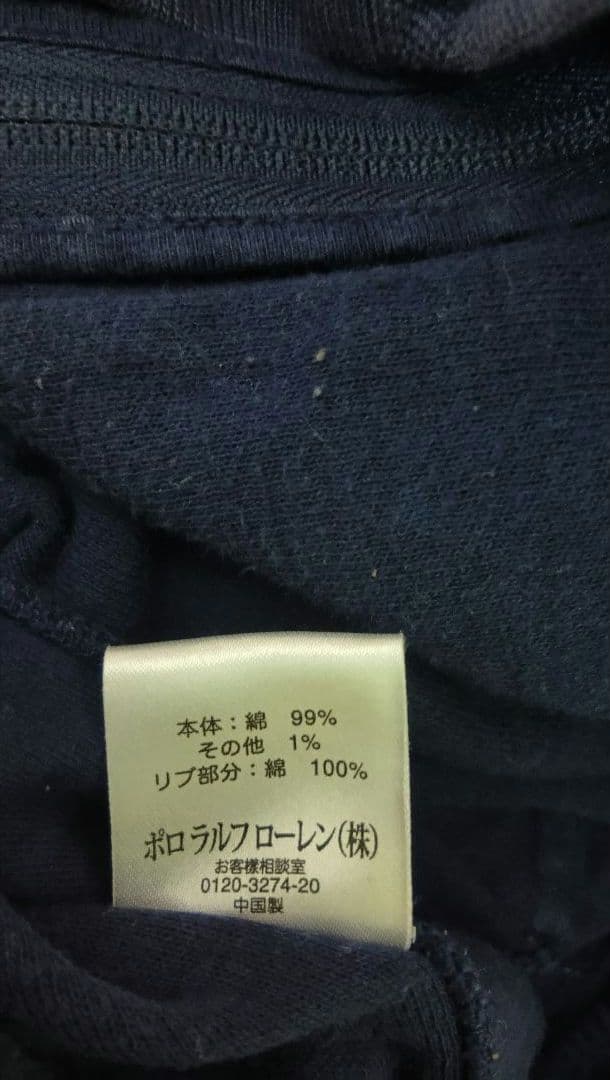 本体：綿 99%
その他 1%
リブ部分：綿 100%
ポロ ラルフ ローレン(株)
お客様相談室
0120-3274-20
中国製